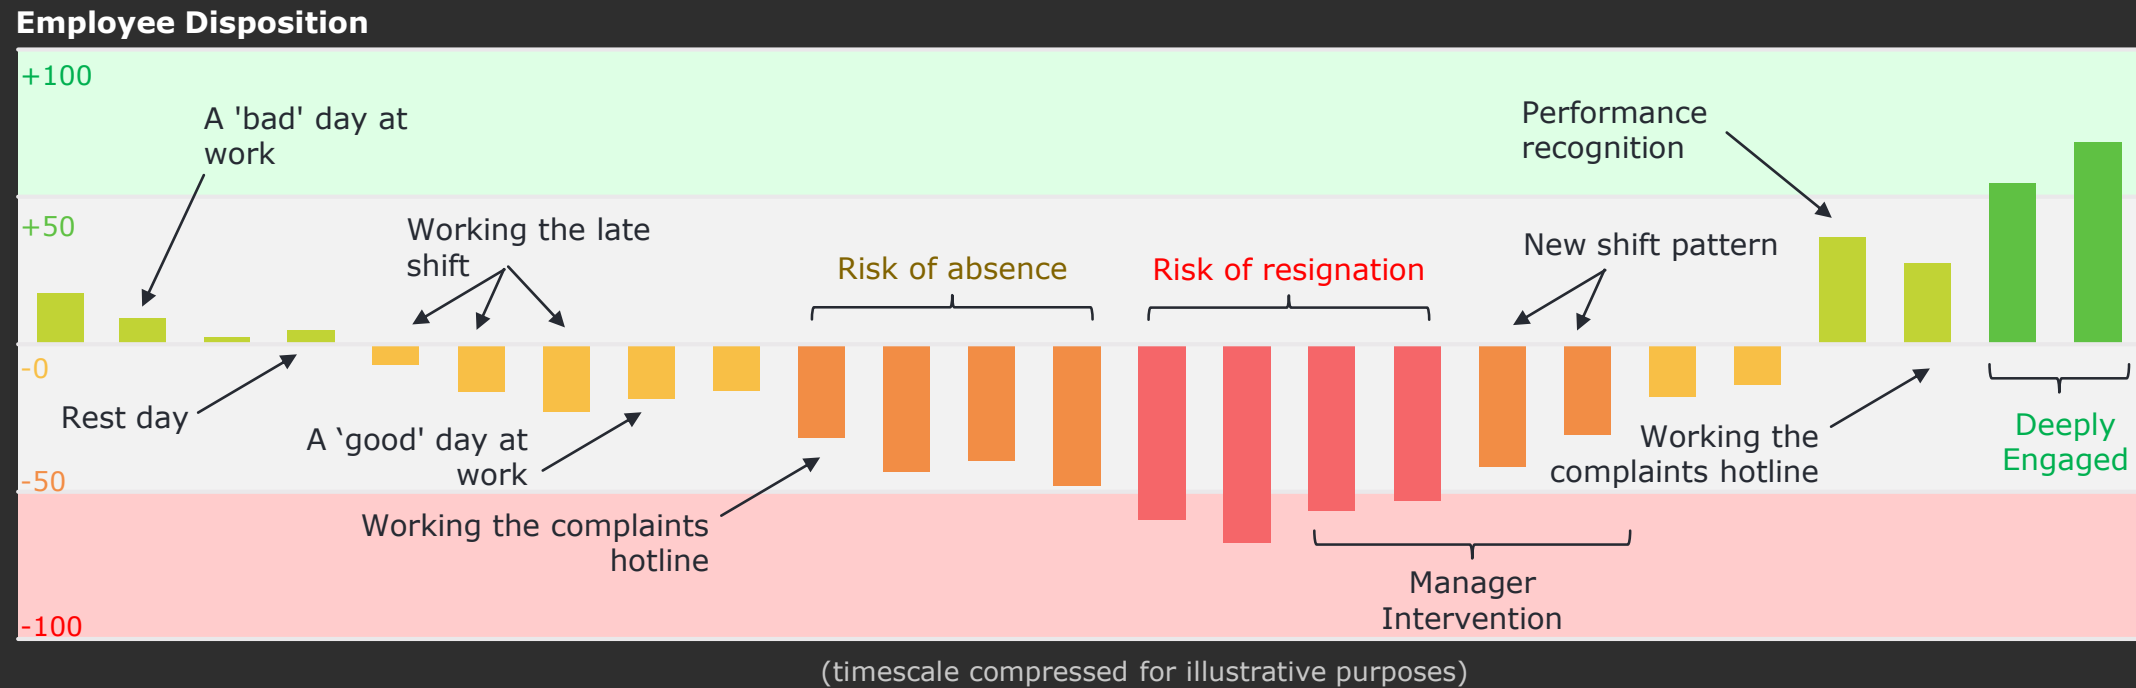 Employee Disposition
+100
A 'bad' day at
work
Performance
recognition
+50
Working the late
shift
New shift pattern
Risk of absence
Risk of resignation
-0
Rest day
A ‘good' day at
work
Working the
complaints hotline
Deeply
Engaged
-50
Working the complaints
hotline
Manager
Intervention
-100
(timescale compressed for illustrative purposes)